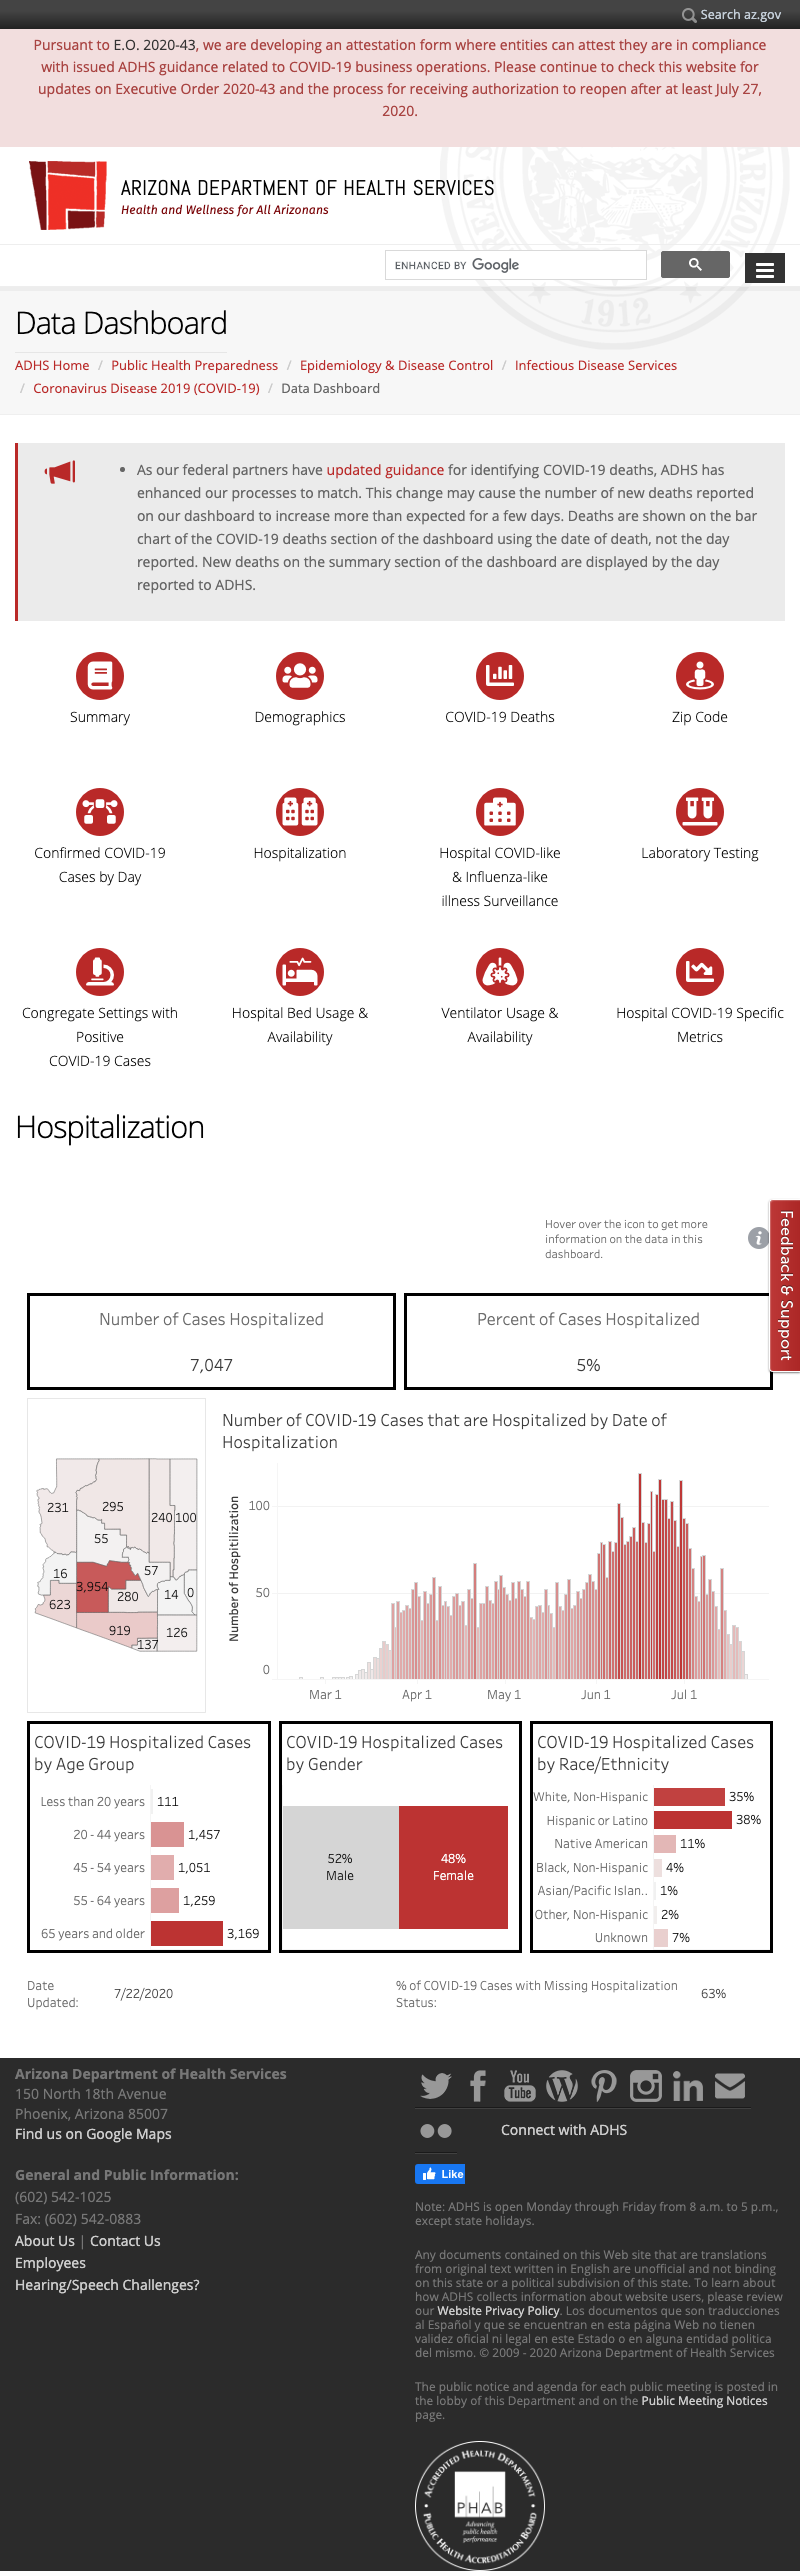 Search az.gov
Pursuant to E.O. 2020-43, we are developing an attestation form where entities can attest they are in compliance
with issued ADHS guidance related to COVID-19 business operations. Please continue to check this website for
updates on Executive Order 2020-43 and the process for receiving authorization to reopen after at least July 27,
2020.
ARIZONA DEPARTMENT OF HEALTH SERVICES
Health and Wellness for All Arizonans
ENHANCED BY Google
1912
Data Dashboard
ADHS Home / Public Health Preparedness / Epidemiology & Disease Control / Infectious Disease Services
/ Coronavirus Disease 2019 (COVID-19) / Data Dashboard
• As our federal partners have updated guidance for identifying COVID-19 deaths, ADHS has
enhanced our processes to match. This change may cause the number of new deaths reported
on our dashboard to increase more than expected for a few days. Deaths are shown on the bar
chart of the COVID-19 deaths section of the dashboard using the date of death, not the day
reported. New deaths on the summary section of the dashboard are displayed by the day
reported to ADHS.
Summary
Demographics
COVID-19 Deaths
Zip Code
Confirmed COVID-19
Cases by Day
Hospitalization
Hospital COVID-like
& Influenza-like
illness Surveillance
Laboratory Testing
Congregate Settings with
Positive
COVID-19 Cases
Hospital Bed Usage &
Availability
Ventilator Usage &
Availability
Hospital COVID-19 Specific
Metrics
Hospitalization
Hover over the icon to get more
information on the data in this
dashboard.
Feedback & Support
Number of Cases Hospitalized
7,047
Percent of Cases Hospitalized
5%
231
295
240
100
55
57
16
3,954
280
14
0
623
919
126
137
Number of COVID-19 Cases that are Hospitalized by Date of
Hospitalization
Number of Hospitilization
100
50
0
Mar 1
Apr 1
May 1
Jun 1
Jul 1
COVID-19 Hospitalized Cases
by Age Group
Less than 20 years 111
20 - 44 years 1,457
45 - 54 years 1,051
55 - 64 years 1,259
65 years and older 3,169
COVID-19 Hospitalized Cases
by Gender
52%
Male
48%
Female
COVID-19 Hospitalized Cases
by Race/Ethnicity
White, Non-Hispanic 35%
Hispanic or Latino 38%
Native American 11%
Black, Non-Hispanic 4%
Asian/Pacific Islan.. 1%
Other, Non-Hispanic 2%
Unknown 7%
Date
Updated:
7/22/2020
% of COVID-19 Cases with Missing Hospitalization
Status:
63%
Arizona Department of Health Services
150 North 18th Avenue
Phoenix, Arizona 85007
Find us on Google Maps
General and Public Information:
(602) 542-1025
Fax: (602) 542-0883
About Us | Contact Us
Employees
Hearing/Speech Challenges?
You
Tube
Connect with ADHS
Like
Note: ADHS is open Monday through Friday from 8 a.m. to 5 p.m.,
except state holidays.
Any documents contained on this Web site that are translations
from original text written in English are unofficial and not binding
on this state or a political subdivision of this state. To learn about
how ADHS collects information about website users, please review
our Website Privacy Policy. Los documentos que son traducciones
al Español y que se encuentran en esta página Web no tienen
validez oficial ni legal en este Estado o en alguna entidad politica
del mismo. © 2009 - 2020 Arizona Department of Health Services
The public notice and agenda for each public meeting is posted in
the lobby of this Department and on the Public Meeting Notices
page.
ACCREDITED HEALTH DEPARTMENT
PHAB
Advancing
public health
performance
PUBLIC HEALTH ACCREDITATION BOARD